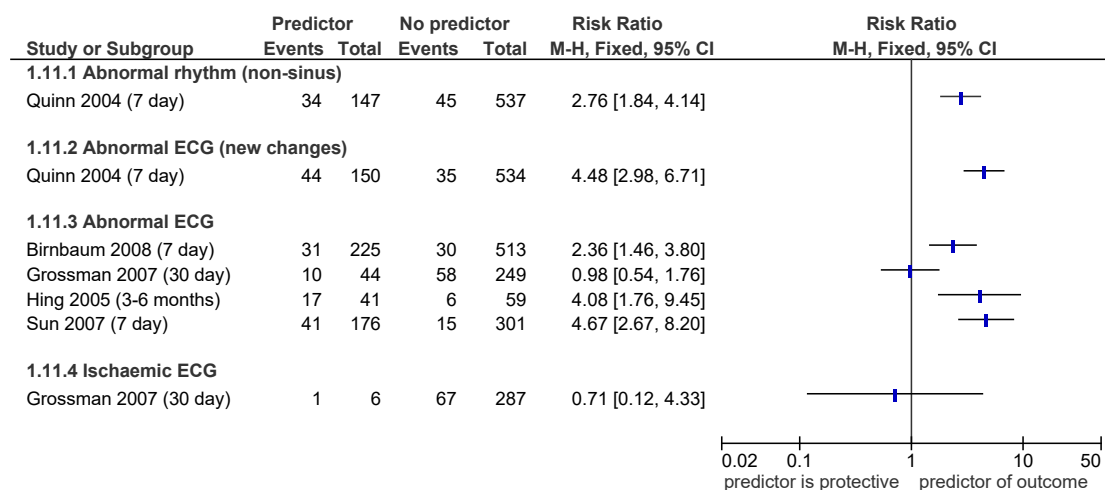 Predictor No predictor Risk Ratio Risk Ratio
Study or Subgroup Events Total Events Total M-H, Fixed, 95% CI M-H, Fixed, 95% CI
1.11.1 Abnormal rhythm (non-sinus)
Quinn 2004 (7 day) 34 147 45 537 2.76 [1.84, 4.14]
1.11.2 Abnormal ECG (new changes)
Quinn 2004 (7 day) 44 150 35 534 4.48 [2.98, 6.71]
1.11.3 Abnormal ECG
Birnbaum 2008 (7 day) 31 225 30 513 2.36 [1.46, 3.80]
Grossman 2007 (30 day) 10 44 58 249 0.98 [0.54, 1.76]
Hing 2005 (3-6 months) 17 41 6 59 4.08 [1.76, 9.45]
Sun 2007 (7 day) 41 176 15 301 4.67 [2.67, 8.20]
1.11.4 Ischaemic ECG
Grossman 2007 (30 day) 1 6 67 287 0.71 [0.12, 4.33]
0.02 0.1 1 10 50
predictor is protective predictor of outcome